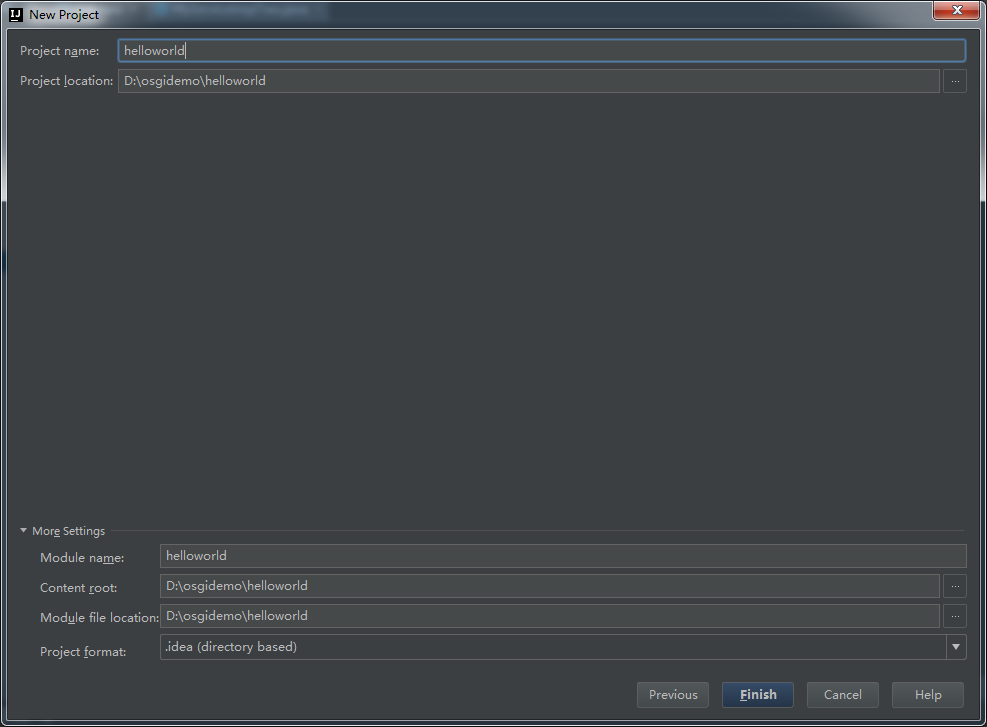 IJ New Project
Project name: helloworld
Project location: D:\osgidemo\helloworld ...
More Settings
Module name: helloworld
Content root: D:\osgidemo\helloworld ...
Module file location: D:\osgidemo\helloworld ...
Project format: .idea (directory based)
Previous Finish Cancel Help